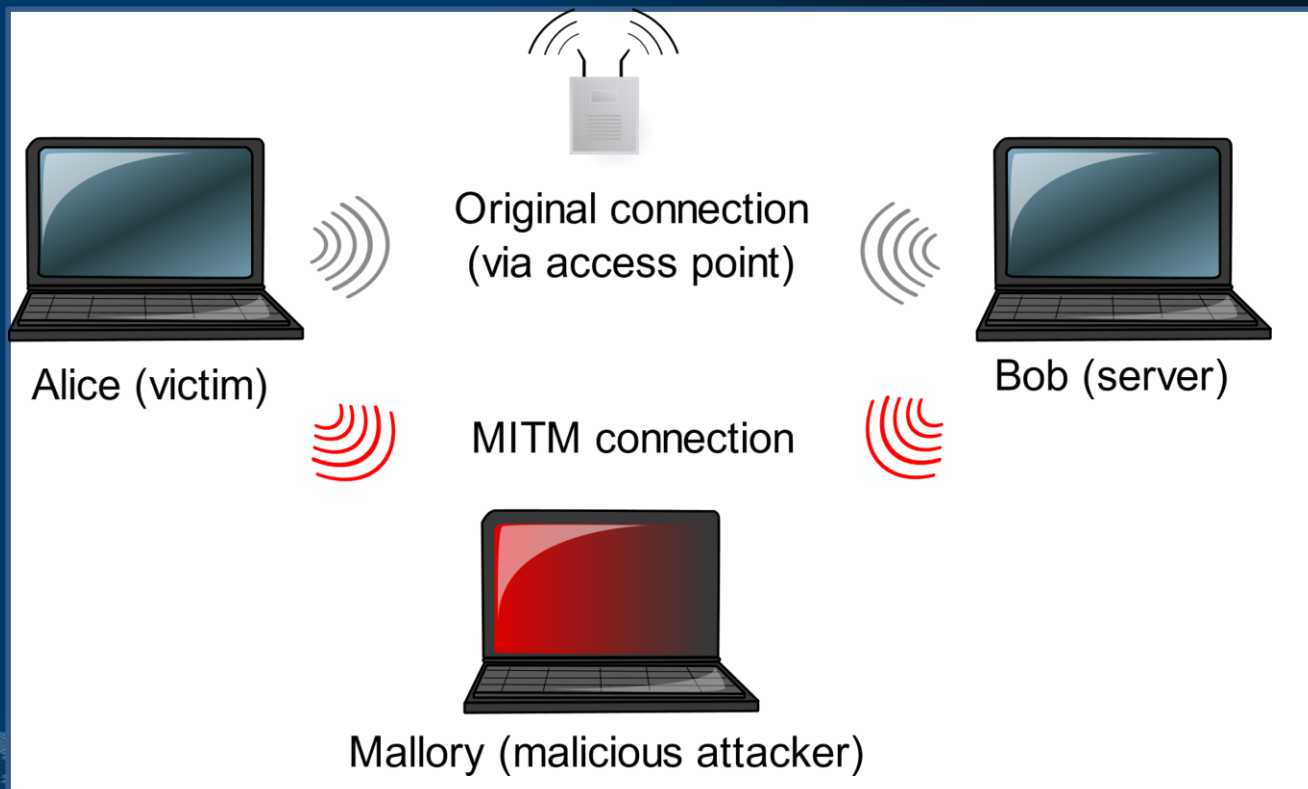 Original connection
(via access point)
Alice (victim)
Bob (server)
MITM connection
Mallory (malicious attacker)